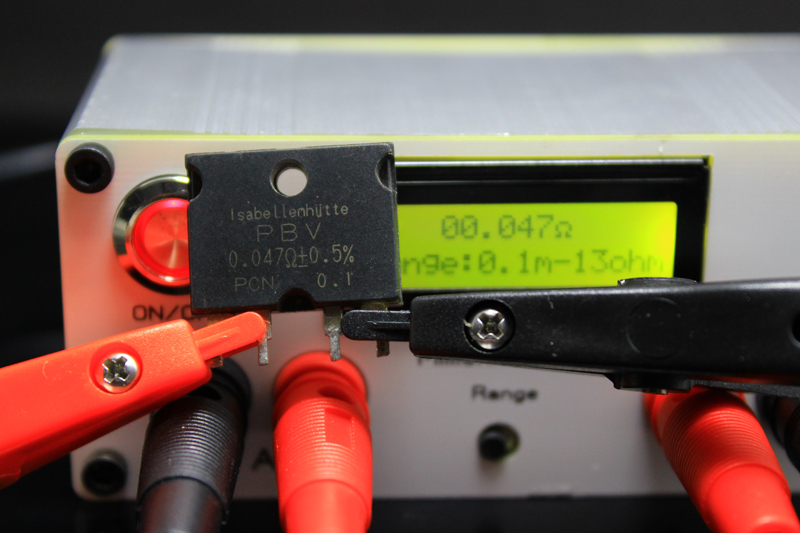 Isabellenhütte
PBV
0.047Ω±0.5%
PCN 0.1
00.047Ω
nge:0.1m-13ohm
ON/O
Range
A